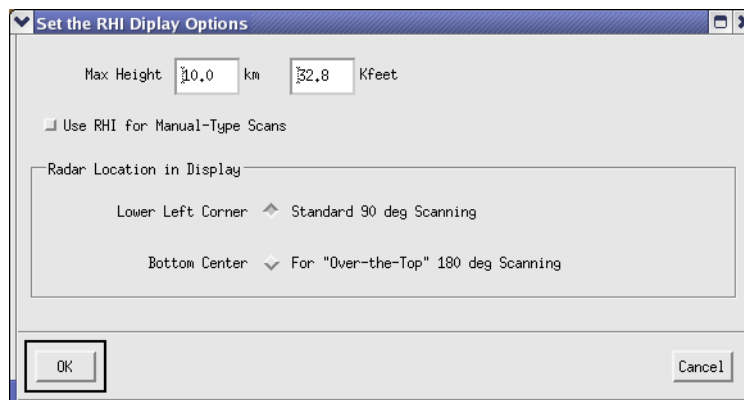 Set the RHI Diplay Options
Max Height 10.0 km 32.8 Kfeet
Use RHI for Manual-Type Scans
Radar Location in Display
Lower Left Corner Standard 90 deg Scanning
Bottom Center For "Over-the-Top" 180 deg Scanning
OK Cancel